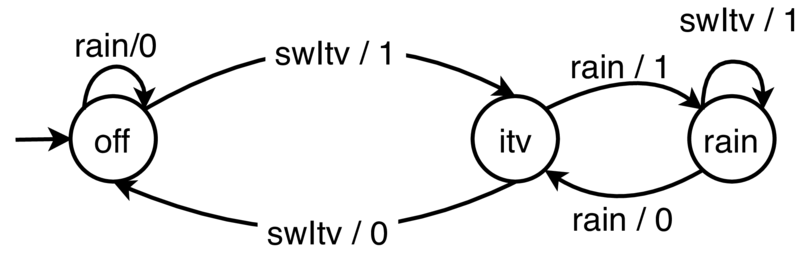 rain/0
swItv / 1
rain / 1
swItv / 1
off
itv
rain
swItv / 0
rain / 0